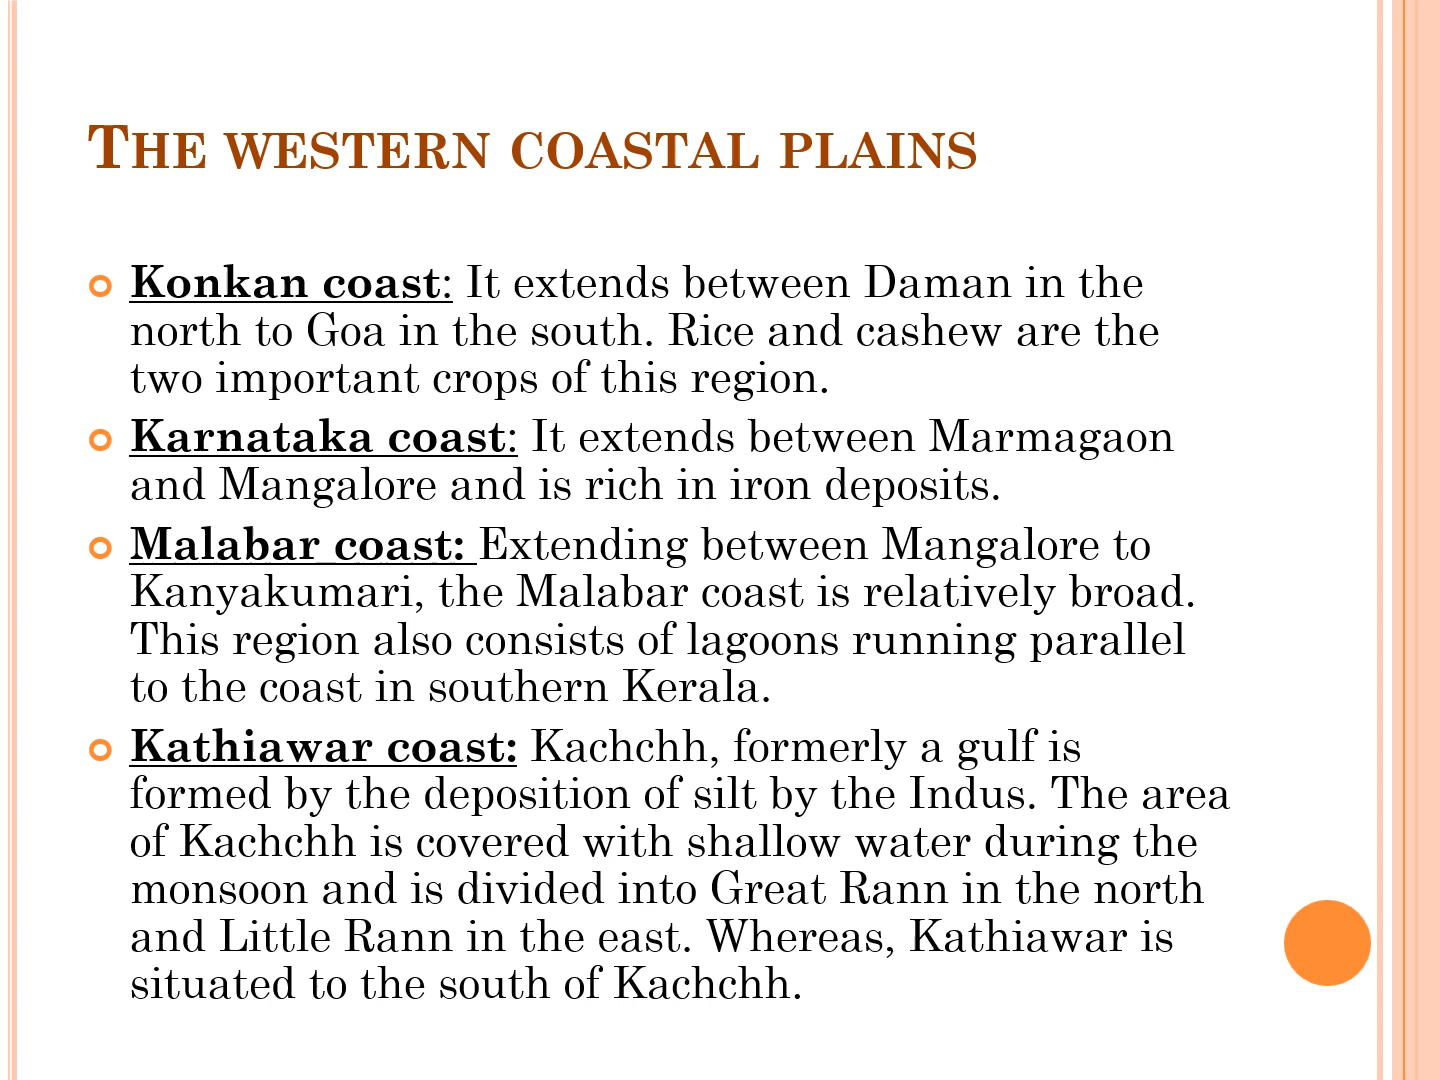 THE WESTERN COASTAL PLAINS
Konkan coast: It extends between Daman in the
north to Goa in the south. Rice and cashew are the
two important crops of this region.
Karnataka coast: It extends between Marmagaon
and Mangalore and is rich in iron deposits.
Malabar coast: Extending between Mangalore to
Kanyakumari, the Malabar coast is relatively broad.
This region also consists of lagoons running parallel
to the coast in southern Kerala.
Kathiawar coast: Kachchh, formerly a gulf is
formed by the deposition of silt by the Indus. The area
of Kachchh is covered with shallow water during the
monsoon and is divided into Great Rann in the north
and Little Rann in the east. Whereas, Kathiawar is
situated to the south of Kachchh.